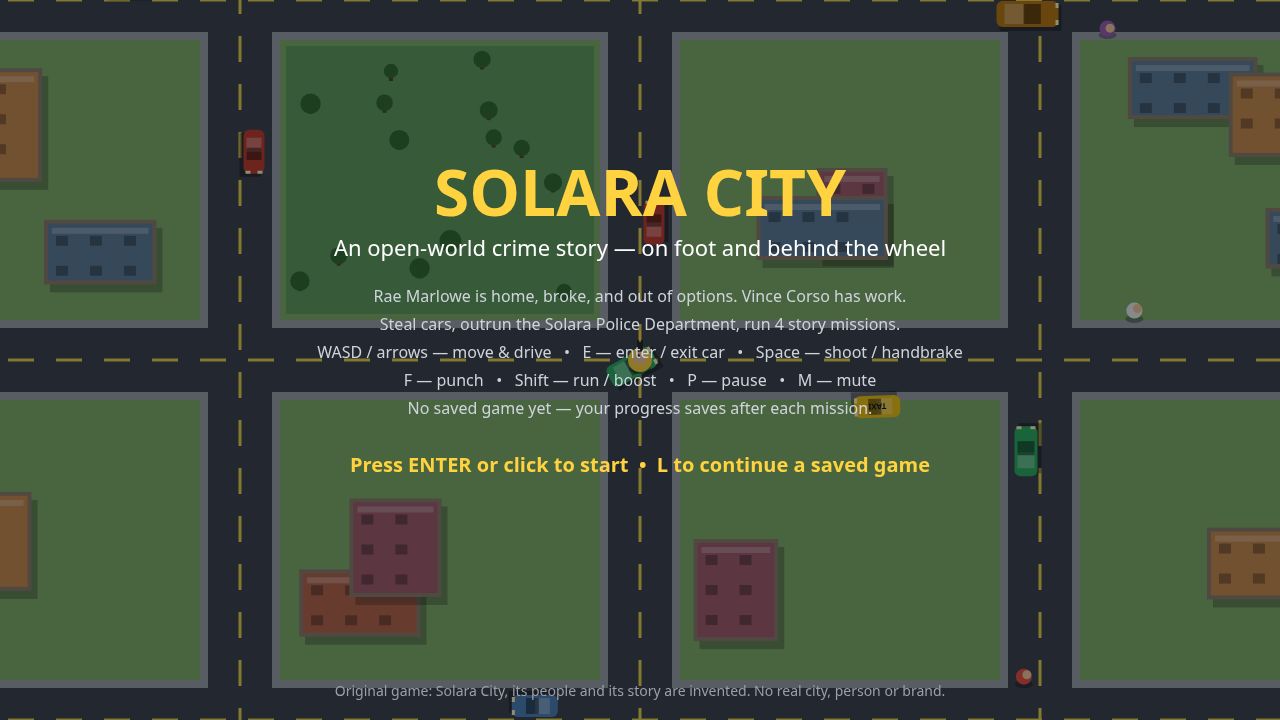 SOLARA CITY
An open-world crime story — on foot and behind the wheel
Rae Marlowe is home, broke, and out of options. Vince Corso has work.
Steal cars, outrun the Solara Police Department, run 4 story missions.
WASD / arrows — move & drive • E — enter / exit car • Space — shoot / handbrake
F — punch • Shift — run / boost • P — pause • M — mute
No saved game yet — your progress saves after each mission.
TAXI
Press ENTER or click to start • L to continue a saved game
Original game: Solara City, its people and its story are invented. No real city, person or brand.